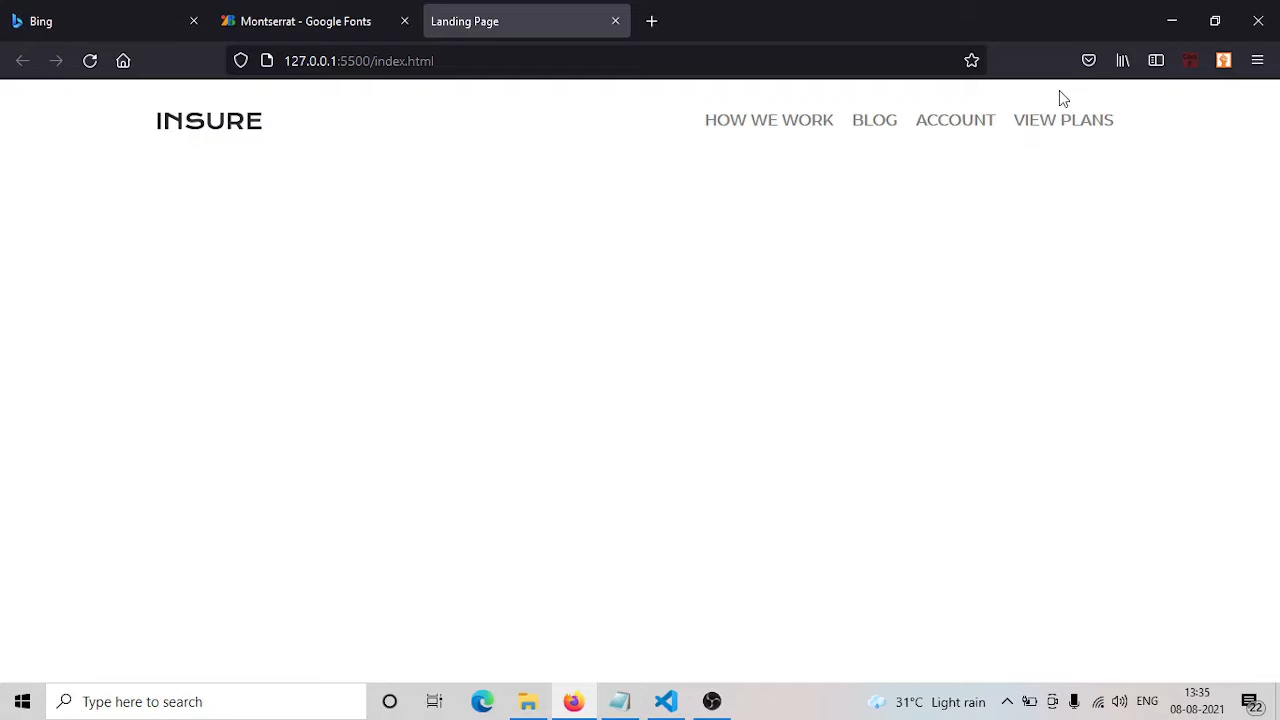 Bing
Montserrat - Google Fonts
Landing Page
127.0.0.1:5500/index.html
INSURE
HOW WE WORK BLOG ACCOUNT VIEW PLANS
Type here to search
31°C Light rain
ENG
13:35
08-08-2021
22